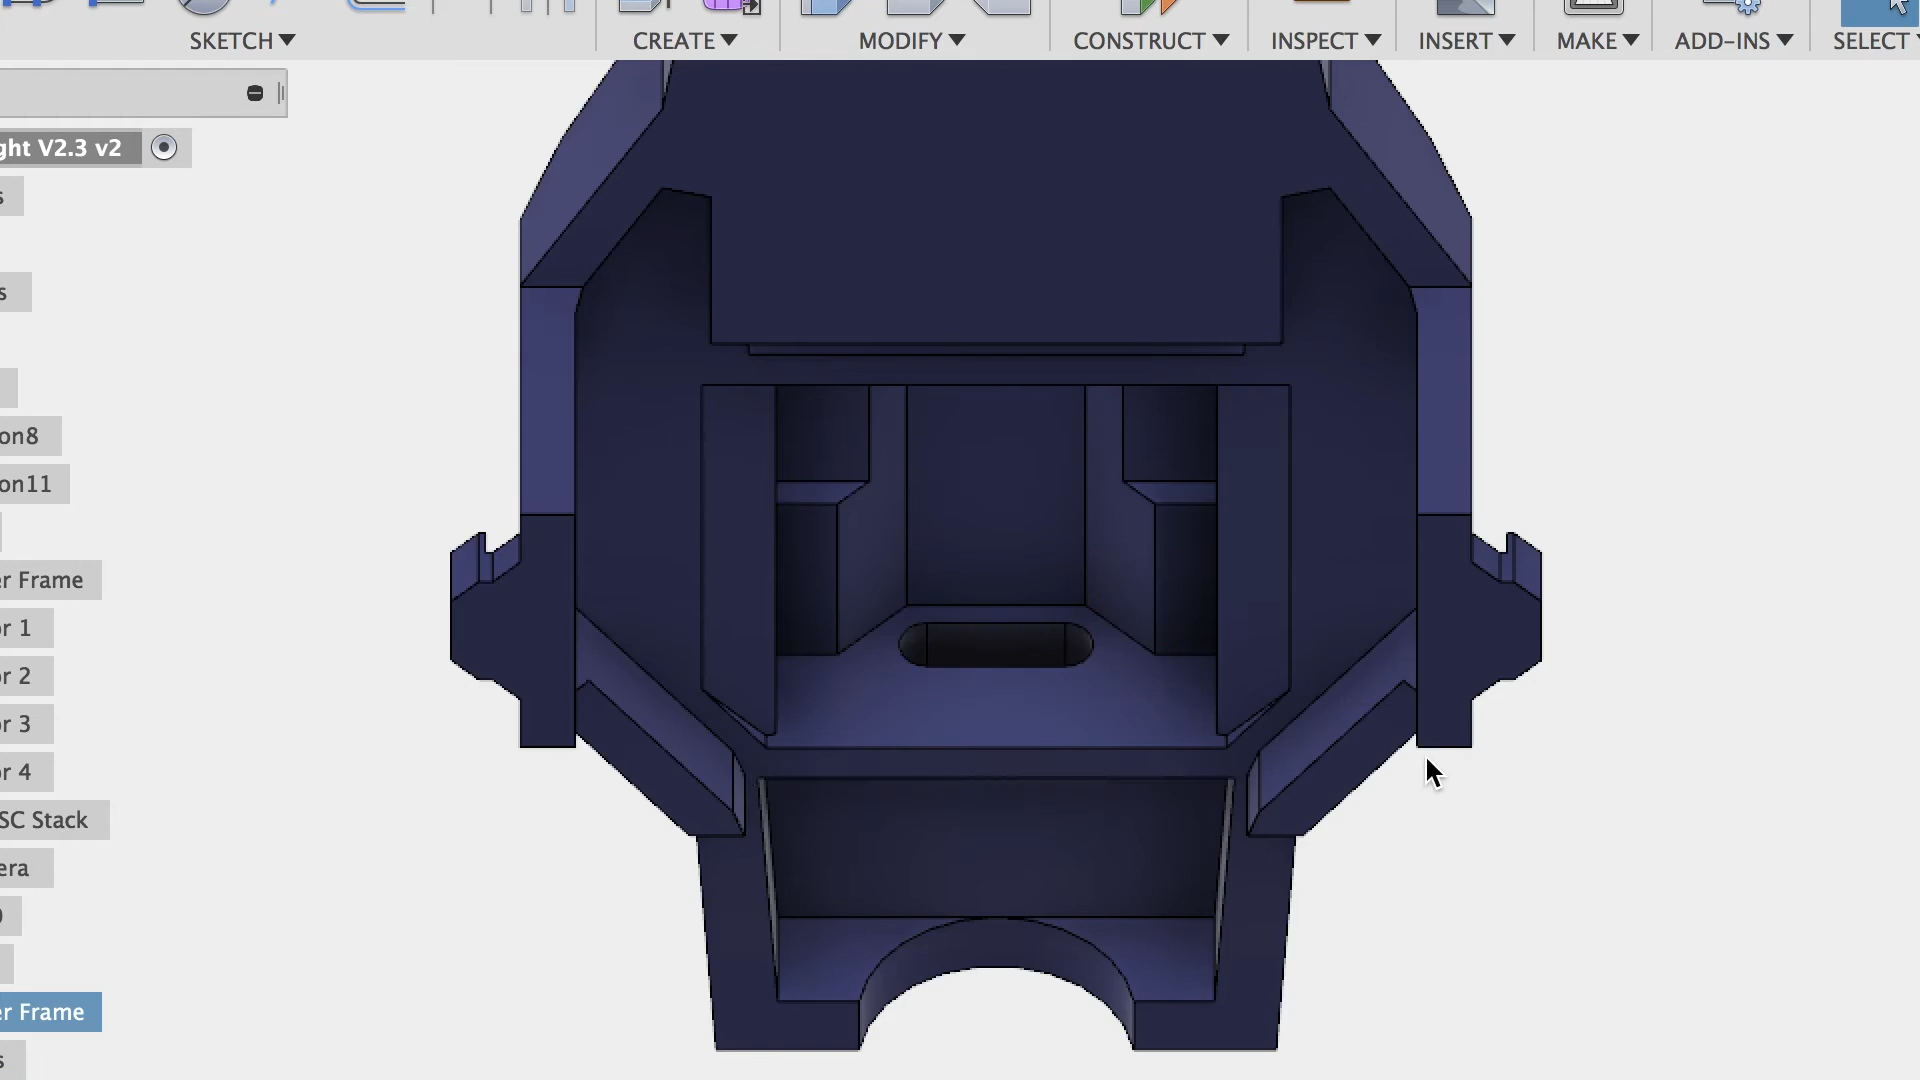 SKETCH▼ CREATE▼ MODIFY▼ CONSTRUCT▼ INSPECT▼ INSERT▼ MAKE▼ ADD-INS▼ SELECT
ght V2.3 v2
s
s
on8
on11
er Frame
or 1
or 2
or 3
or 4
SC Stack
era
er Frame
s